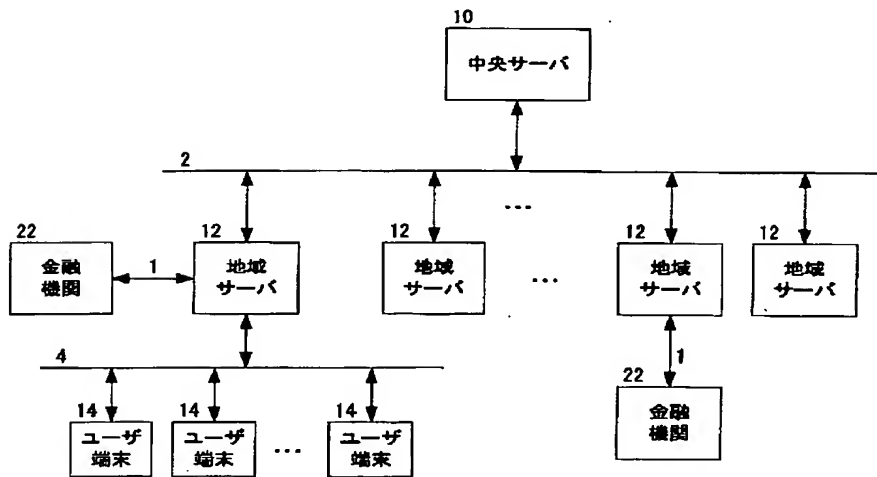 10
中央サーバ
2
...
22
金融
機関
1
12
地域
サーバ
12
地域
サーバ
...
12
地域
サーバ
12
地域
サーバ
4
1
22
金融
機関
14
ユーザ
端末
14
ユーザ
端末
...
14
ユーザ
端末